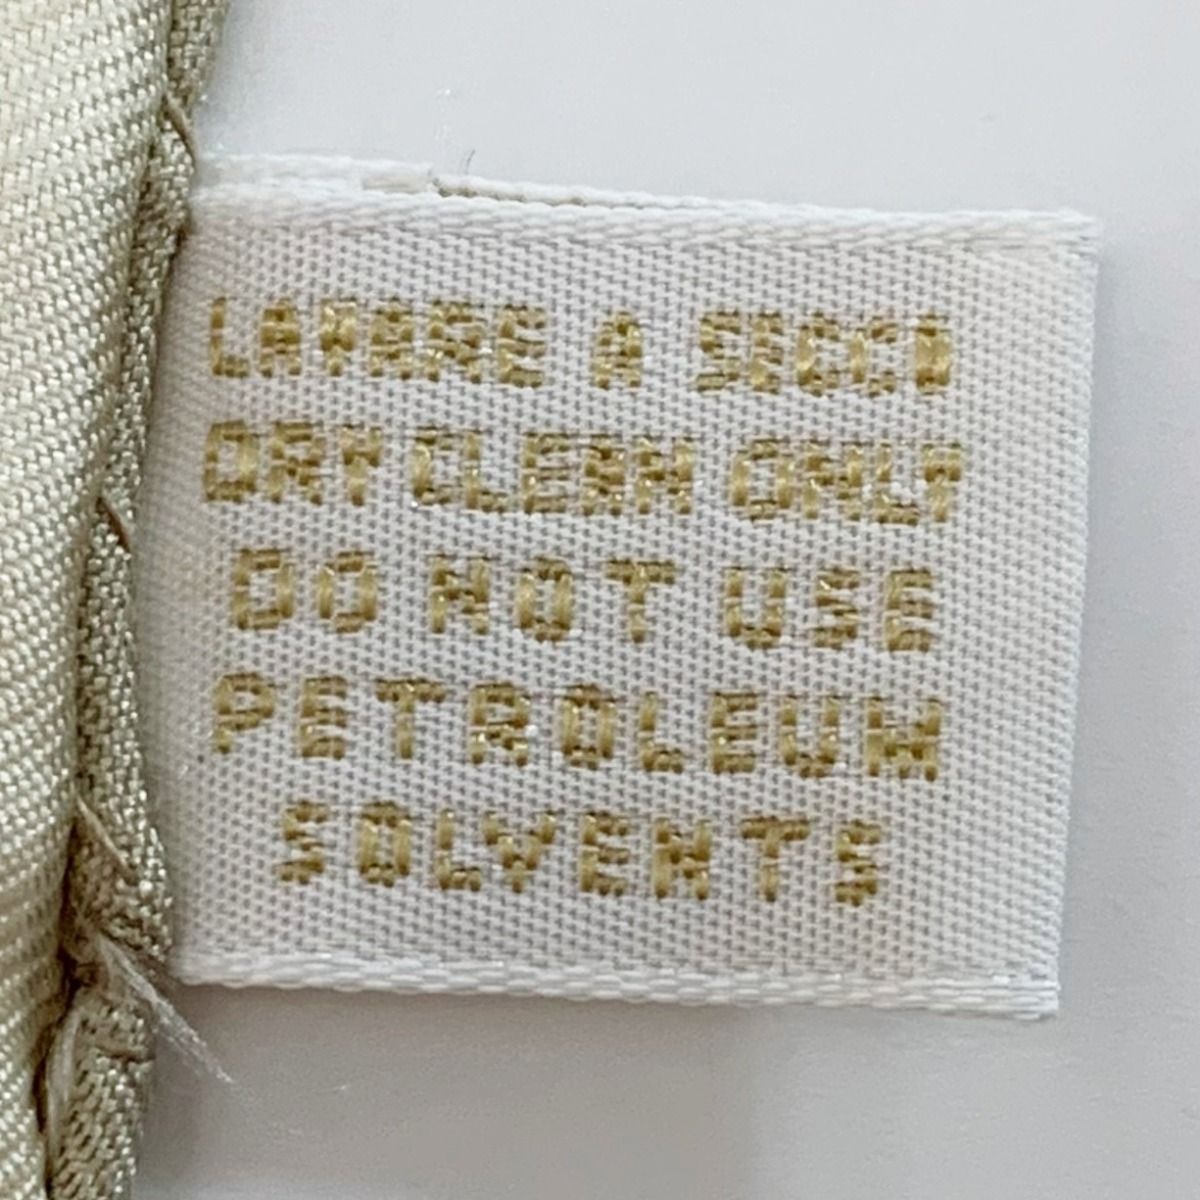 LAVARE A SECCO
DRY CLEAN ONLY
DO NOT USE
PETROLEUM
SOLVENTS